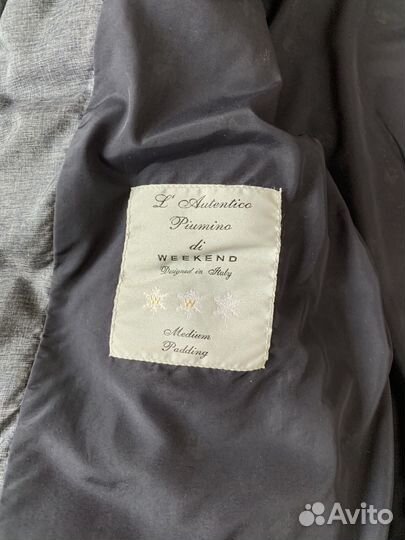 L' Autentico
Piumino
di
WEEKEND
Designed in Italy
W
Medium
Padding
Avito